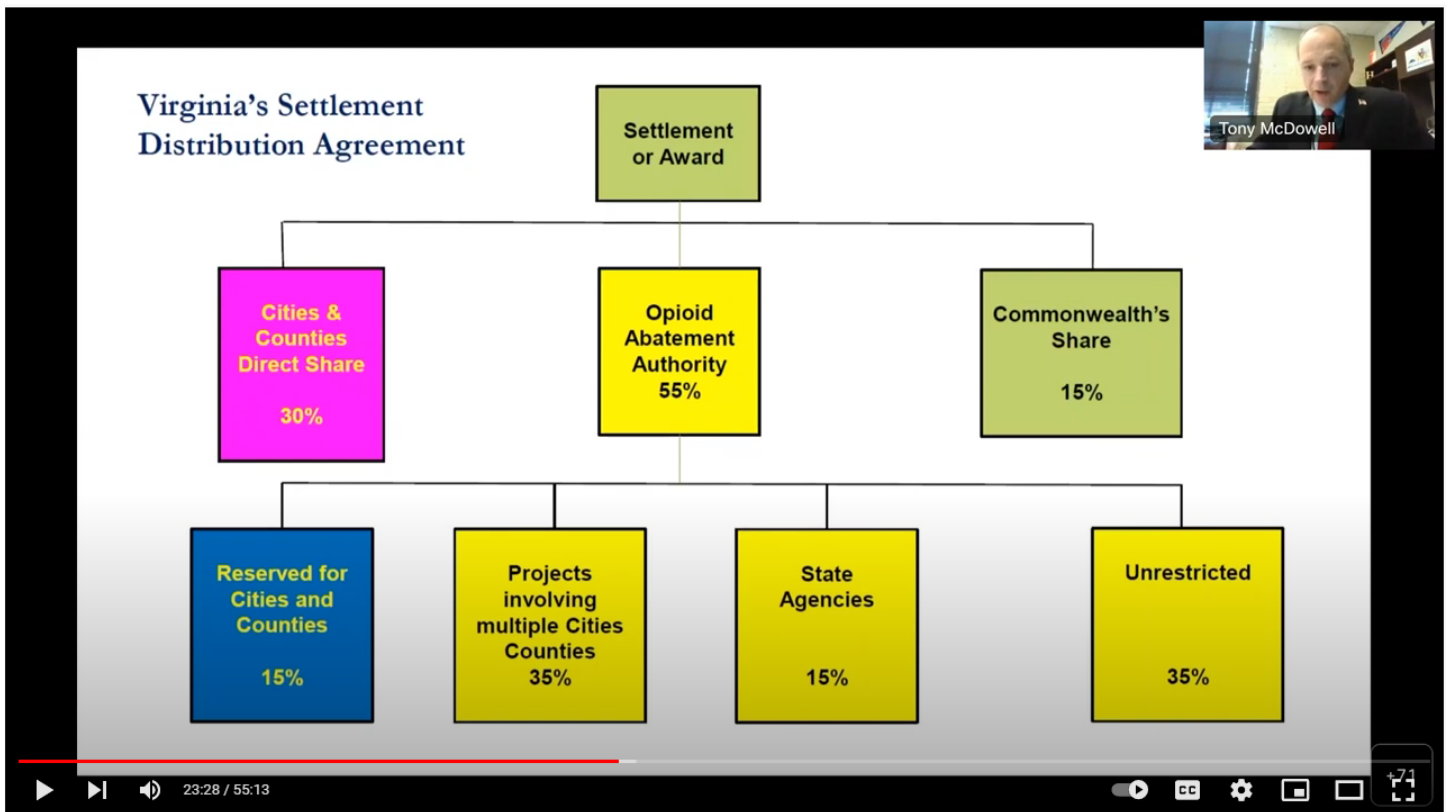 Virginia's Settlement
Distribution Agreement
Settlement
or Award
Tony McDowell
Cities &
Counties
Direct Share
30%
Opioid
Abatement
Authority
55%
Commonwealth's
Share
15%
Reserved for
Cities and
Counties
15%
Projects
involving
multiple Cities
Counties
35%
State
Agencies
15%
Unrestricted
35%
23:28 / 55:13
CC
+71